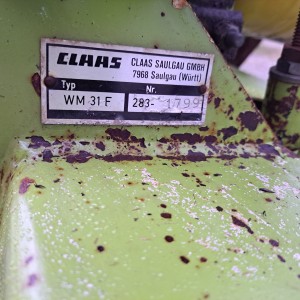 CLAAS CLAAS SAULGAU GMBH
7968 Saulgau (Württ)
Typ Nr.
WM 31 F 283- 1799